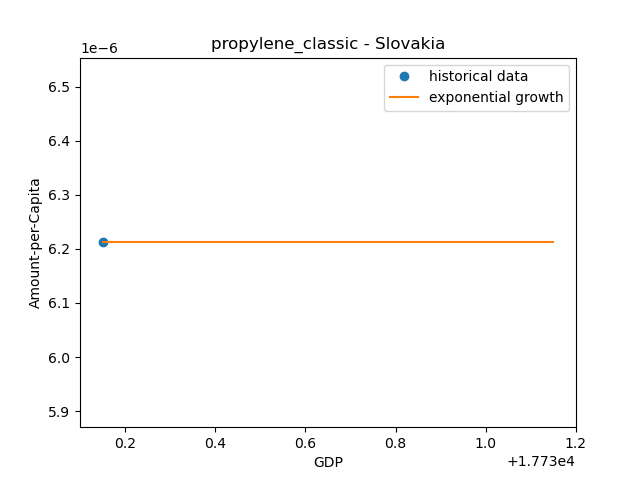 propylene_classic - Slovakia
1e−6
historical data
exponential growth
6.5
6.4
6.3
6.2
6.1
6.0
5.9
Amount-per-Capita
0.2 0.4 0.6 0.8 1.0 1.2
GDP
+1.773e4